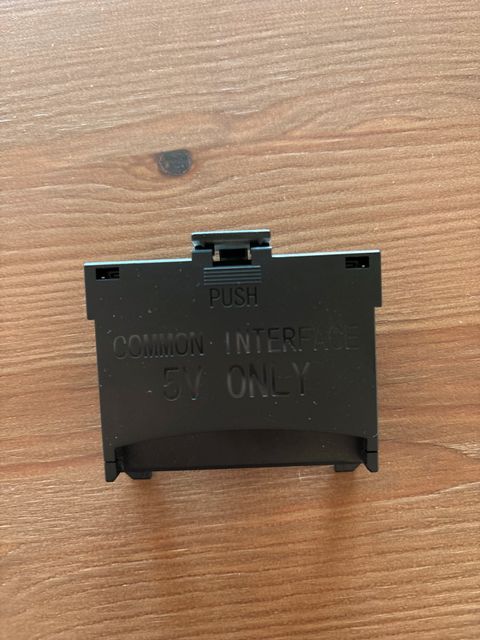 PUSH
COMMON INTERFACE
5V ONLY